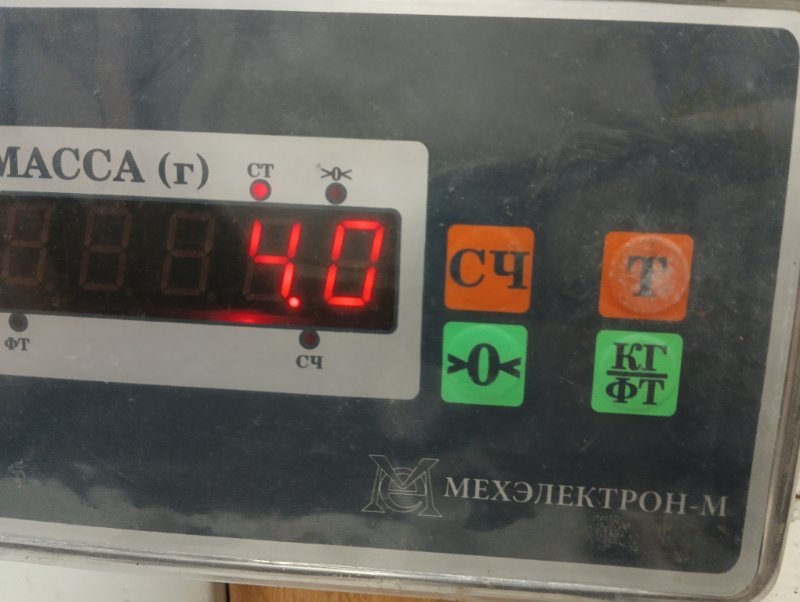 МАССА (г)
СТ >0<
4.0
ФТ СЧ
СЧ Т
>0< КГ
ФТ
МЕХЭЛЕКТРОН-М